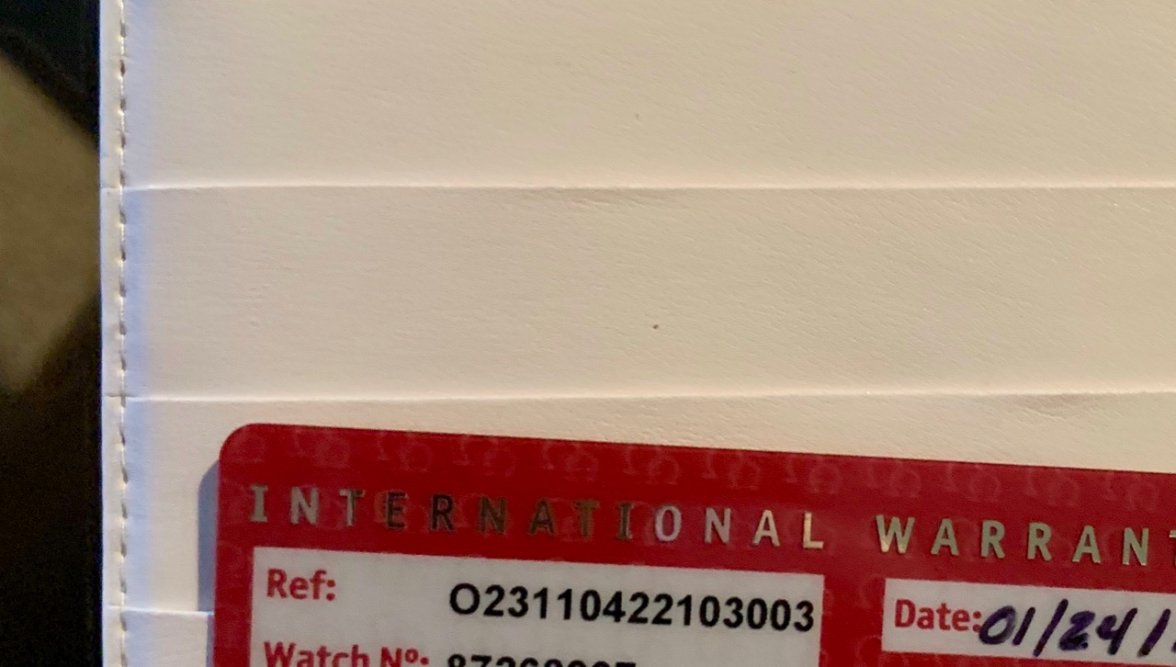 INTERNATIONAL WARRANT
Ref: O23110422103003
Date: 01/24/
Watch Nº: